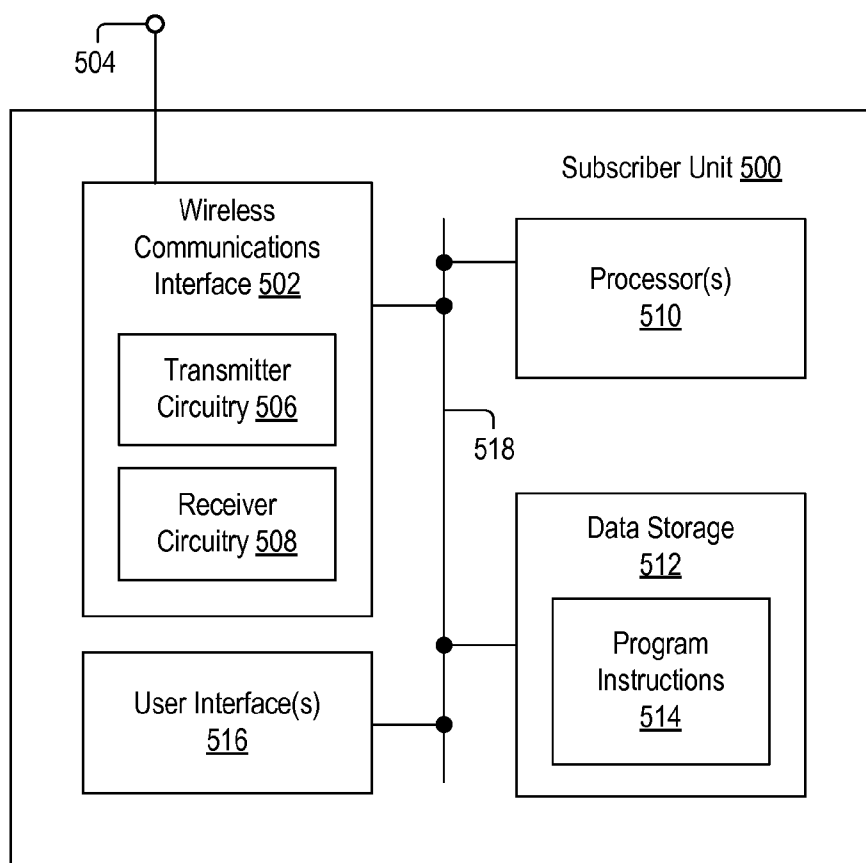 504
Subscriber Unit 500
Wireless
Communications
Interface 502
Transmitter
Circuitry 506
Receiver
Circuitry 508
Processor(s)
510
518
Data Storage
512
Program
Instructions
514
User Interface(s)
516